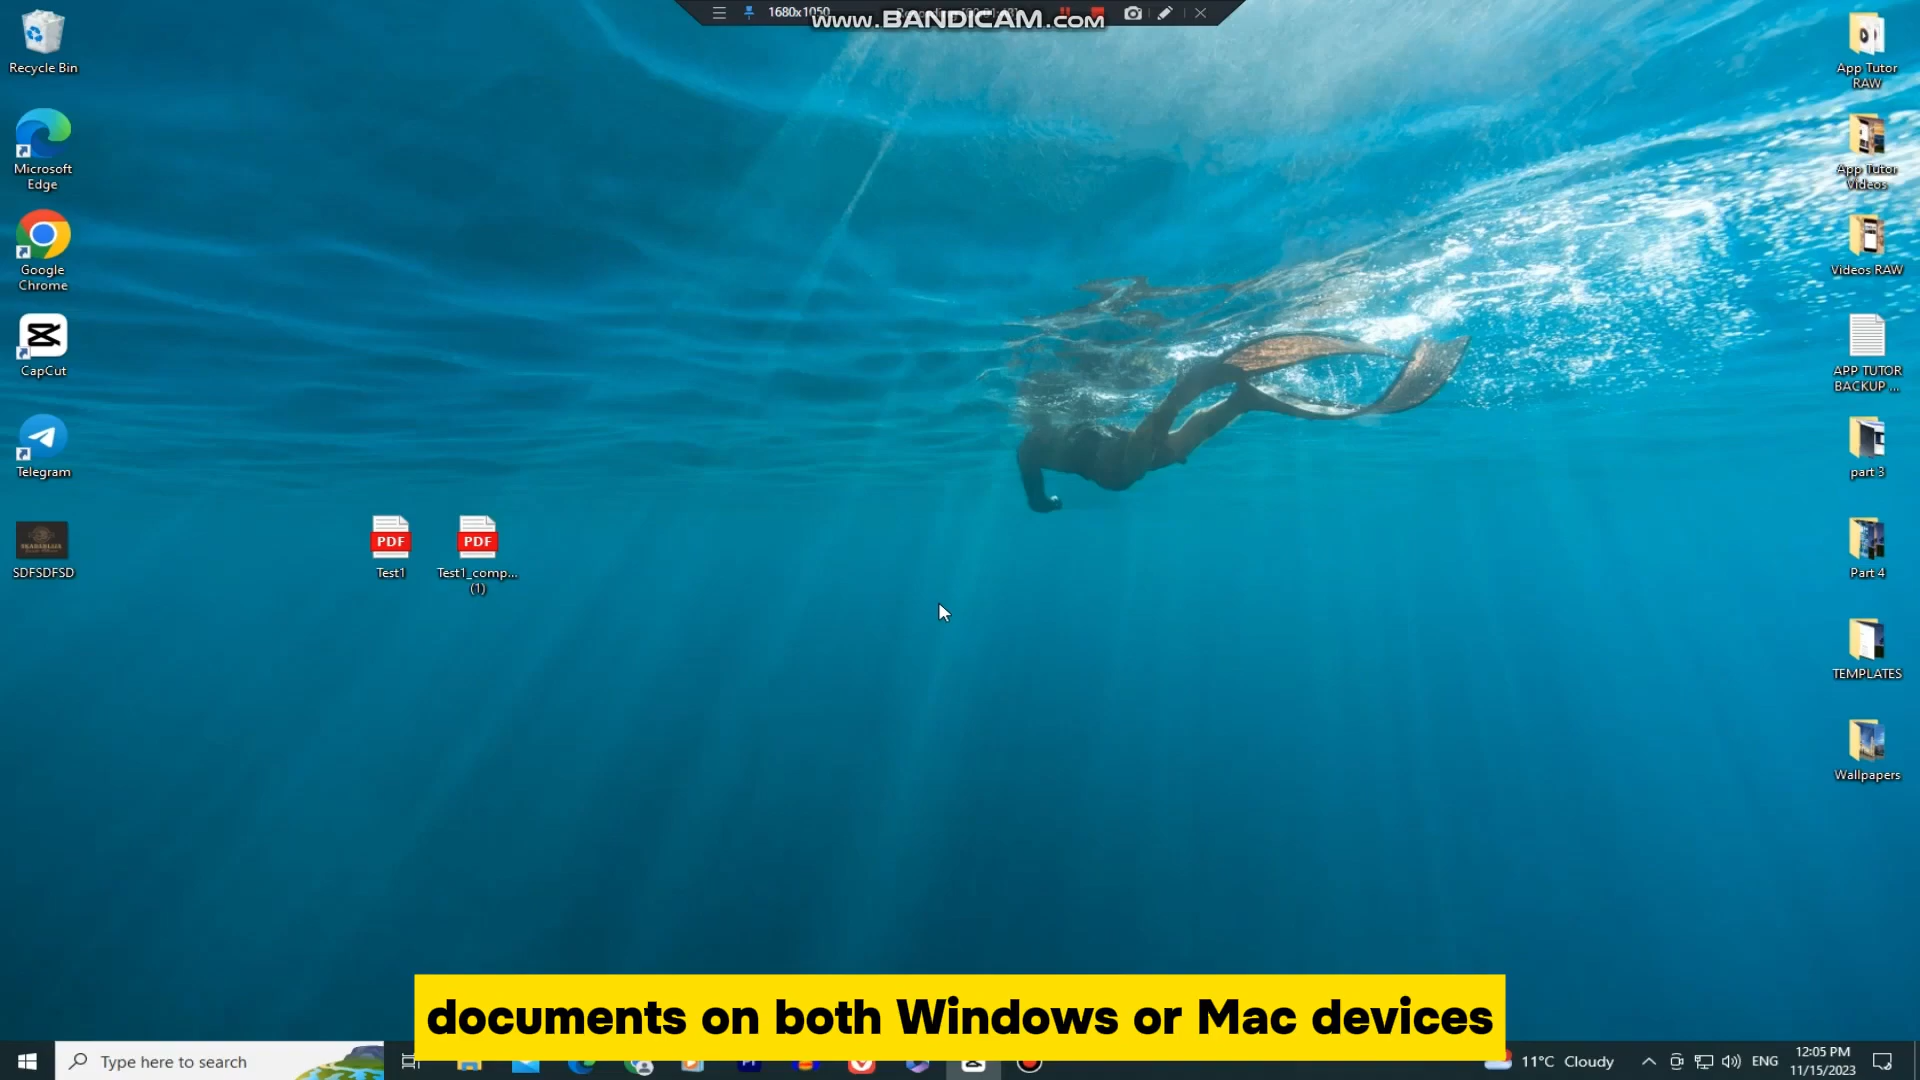 1680x1050
www.BANDICAM.com
Recycle Bin
Microsoft
Edge
Google
Chrome
CapCut
Telegram
SDFSDFSD
PDF
Test1
PDF
Test1_comp...
(1)
App Tutor
RAW
App Tutor
Videos
Videos RAW
APP TUTOR
BACKUP ...
part 3
Part 4
TEMPLATES
Wallpapers
documents on both Windows or Mac devices
Type here to search
11°C Cloudy
ENG
12:05 PM
11/15/2023